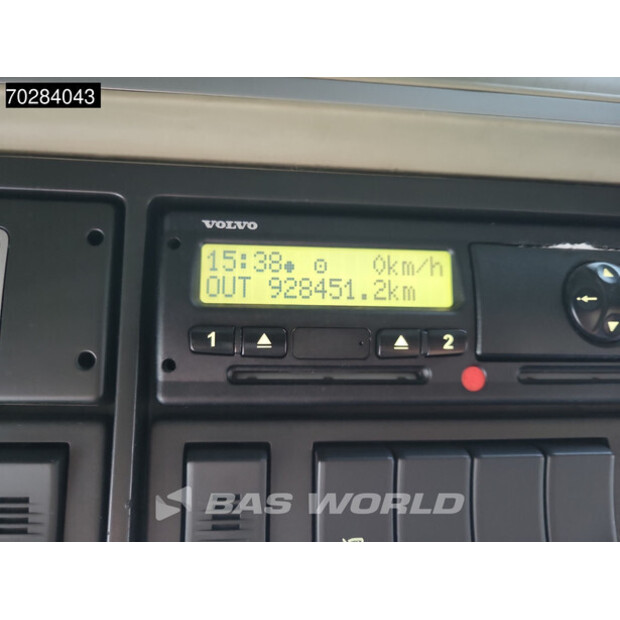 70284043
VOLVO
15:38 0km/h
OUT 928451.2km
1 2
BAS WORLD